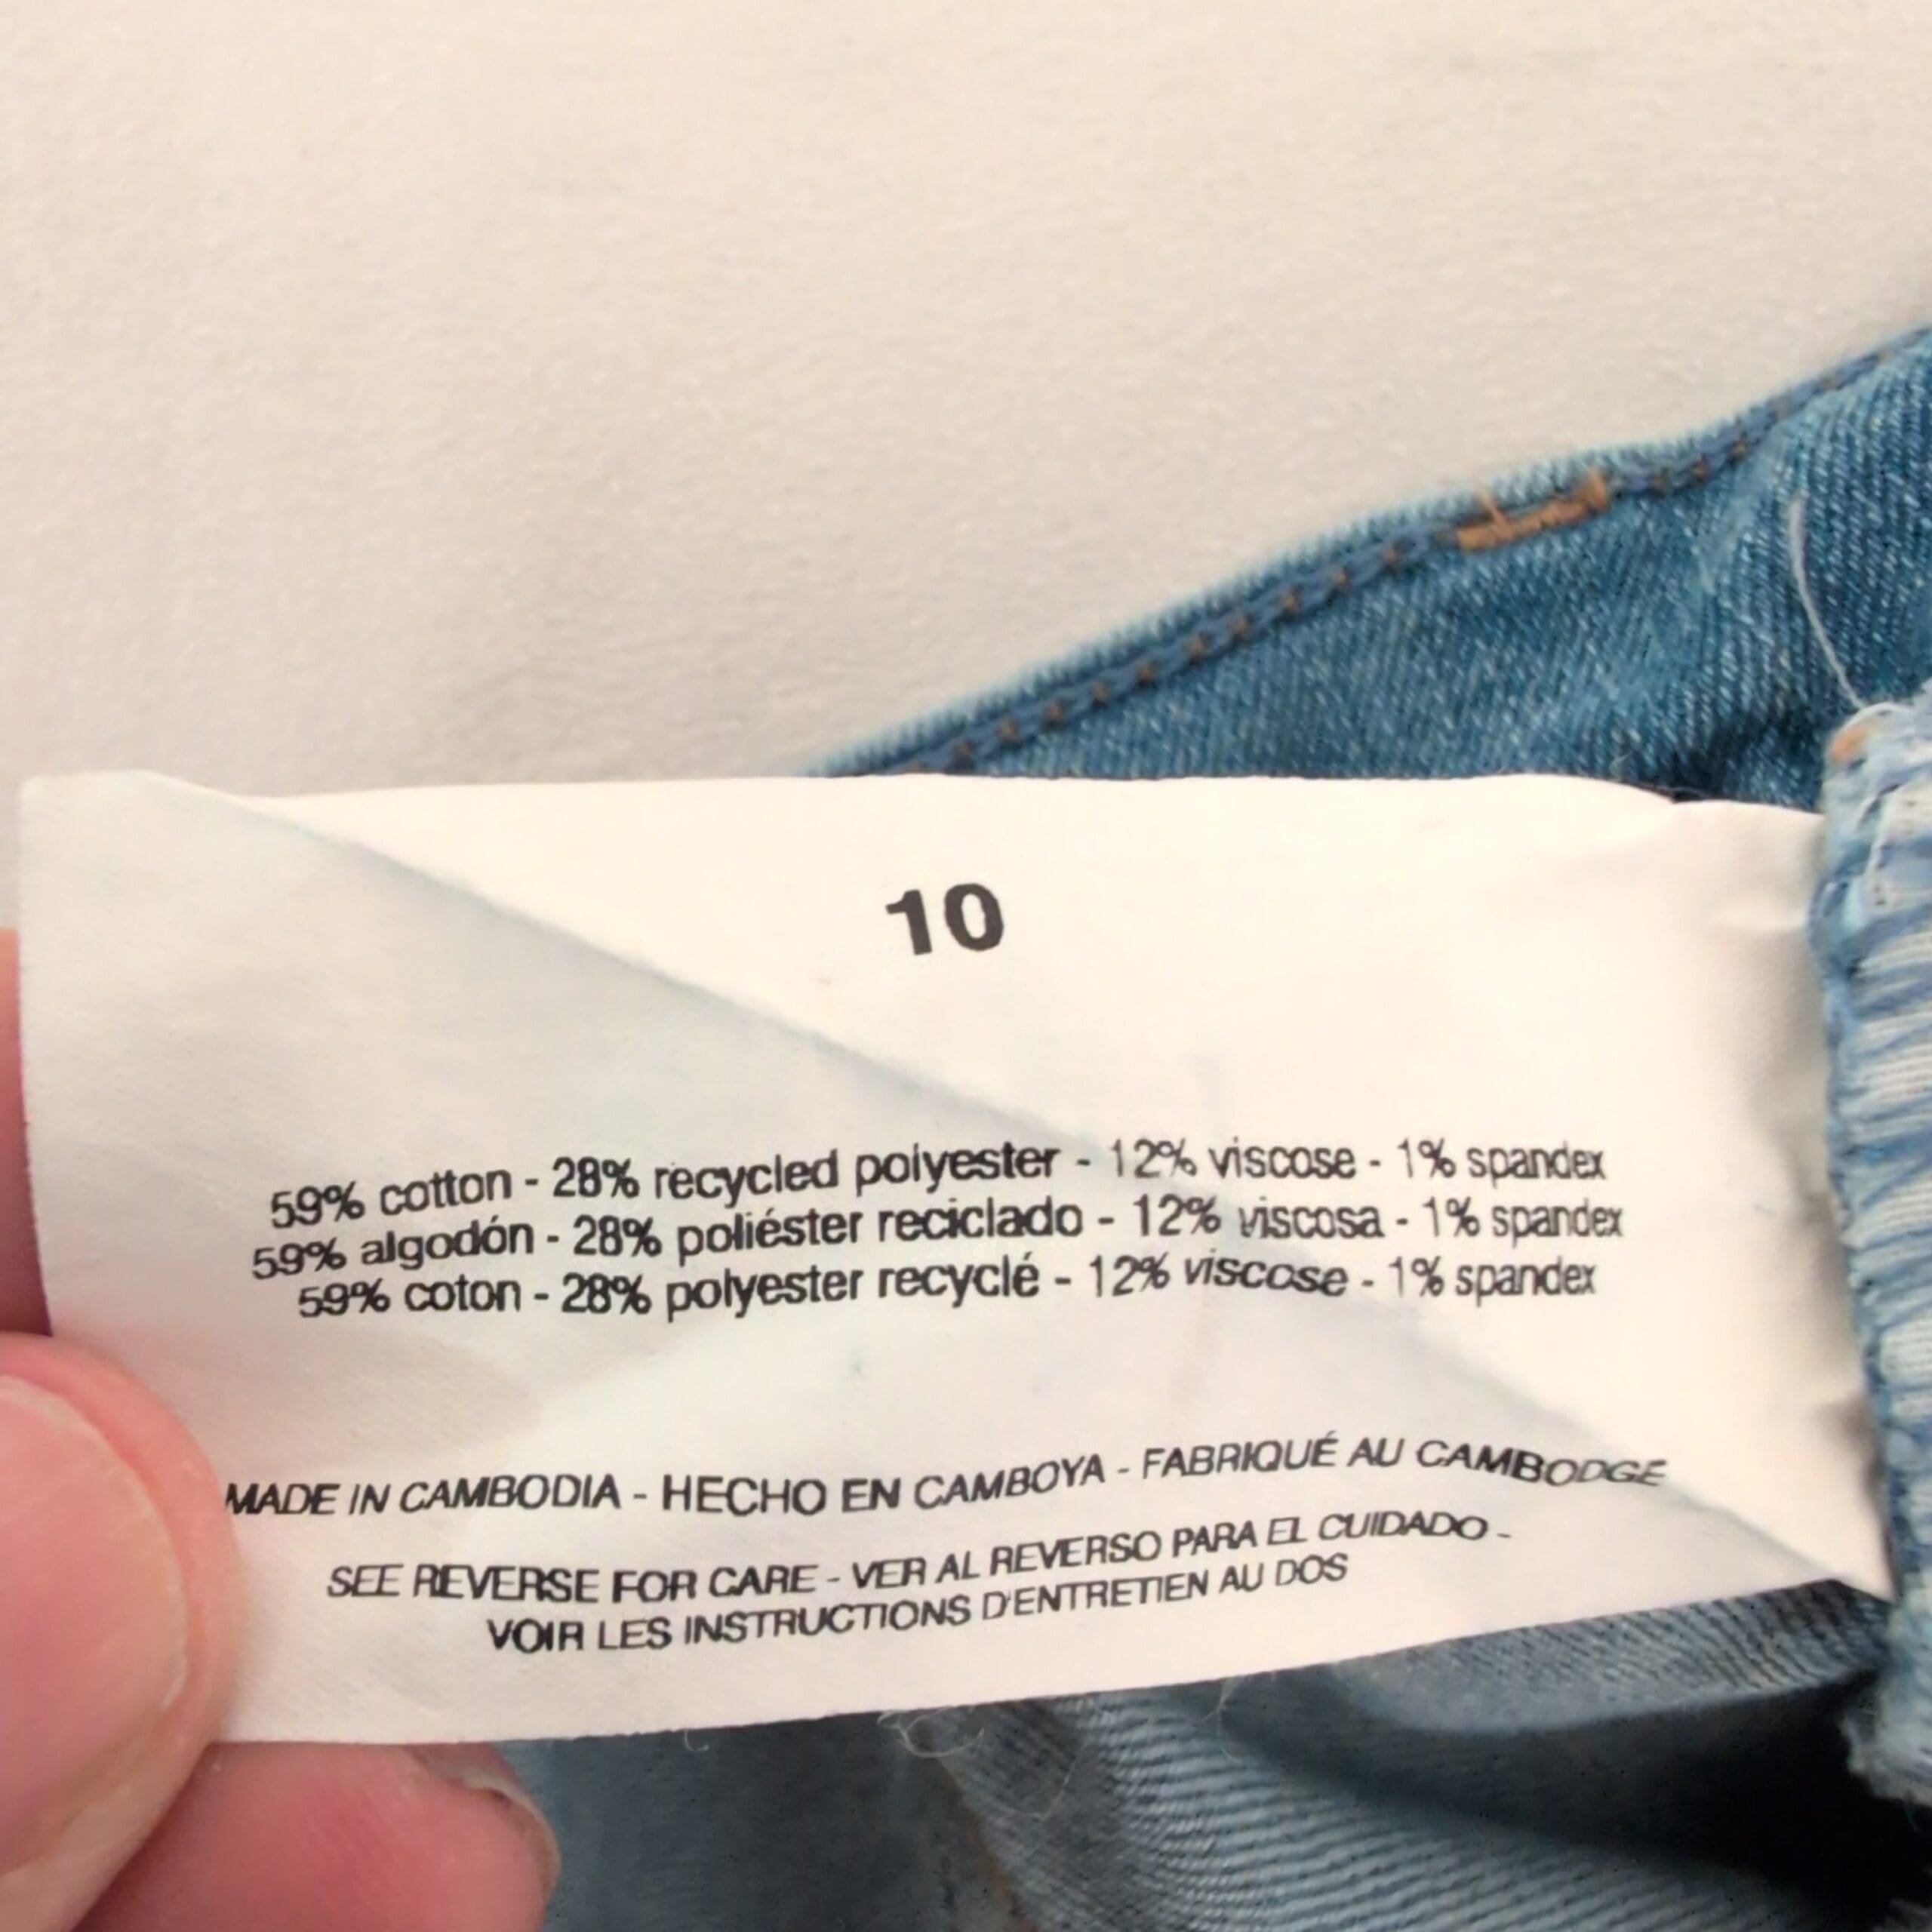 10
59% cotton - 28% recycled polyester - 12% viscose - 1% spandex
59% algodón - 28% poliéster reciclado - 12% viscosa - 1% spandex
59% coton - 28% polyester recyclé - 12% viscose - 1% spandex
MADE IN CAMBODIA - HECHO EN CAMBOYA - FABRIQUÉ AU CAMBODGE
SEE REVERSE FOR CARE - VER AL REVERSO PARA EL CUIDADO -
VOIR LES INSTRUCTIONS D'ENTRETIEN AU DOS